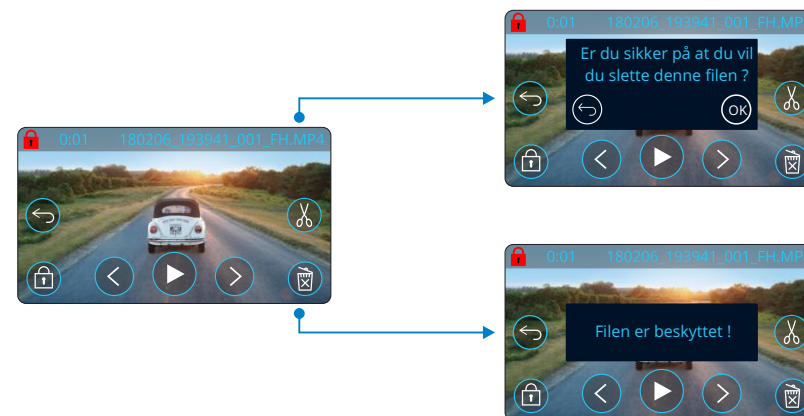 0:01 180206_193941_001_FH.MP
Er du sikker på at du vil
du slette denne filen ?
OK
0:01 180206_193941_001_FH.MP4
0:01 180206_193941_001_FH.MP
Filen er beskyttet !